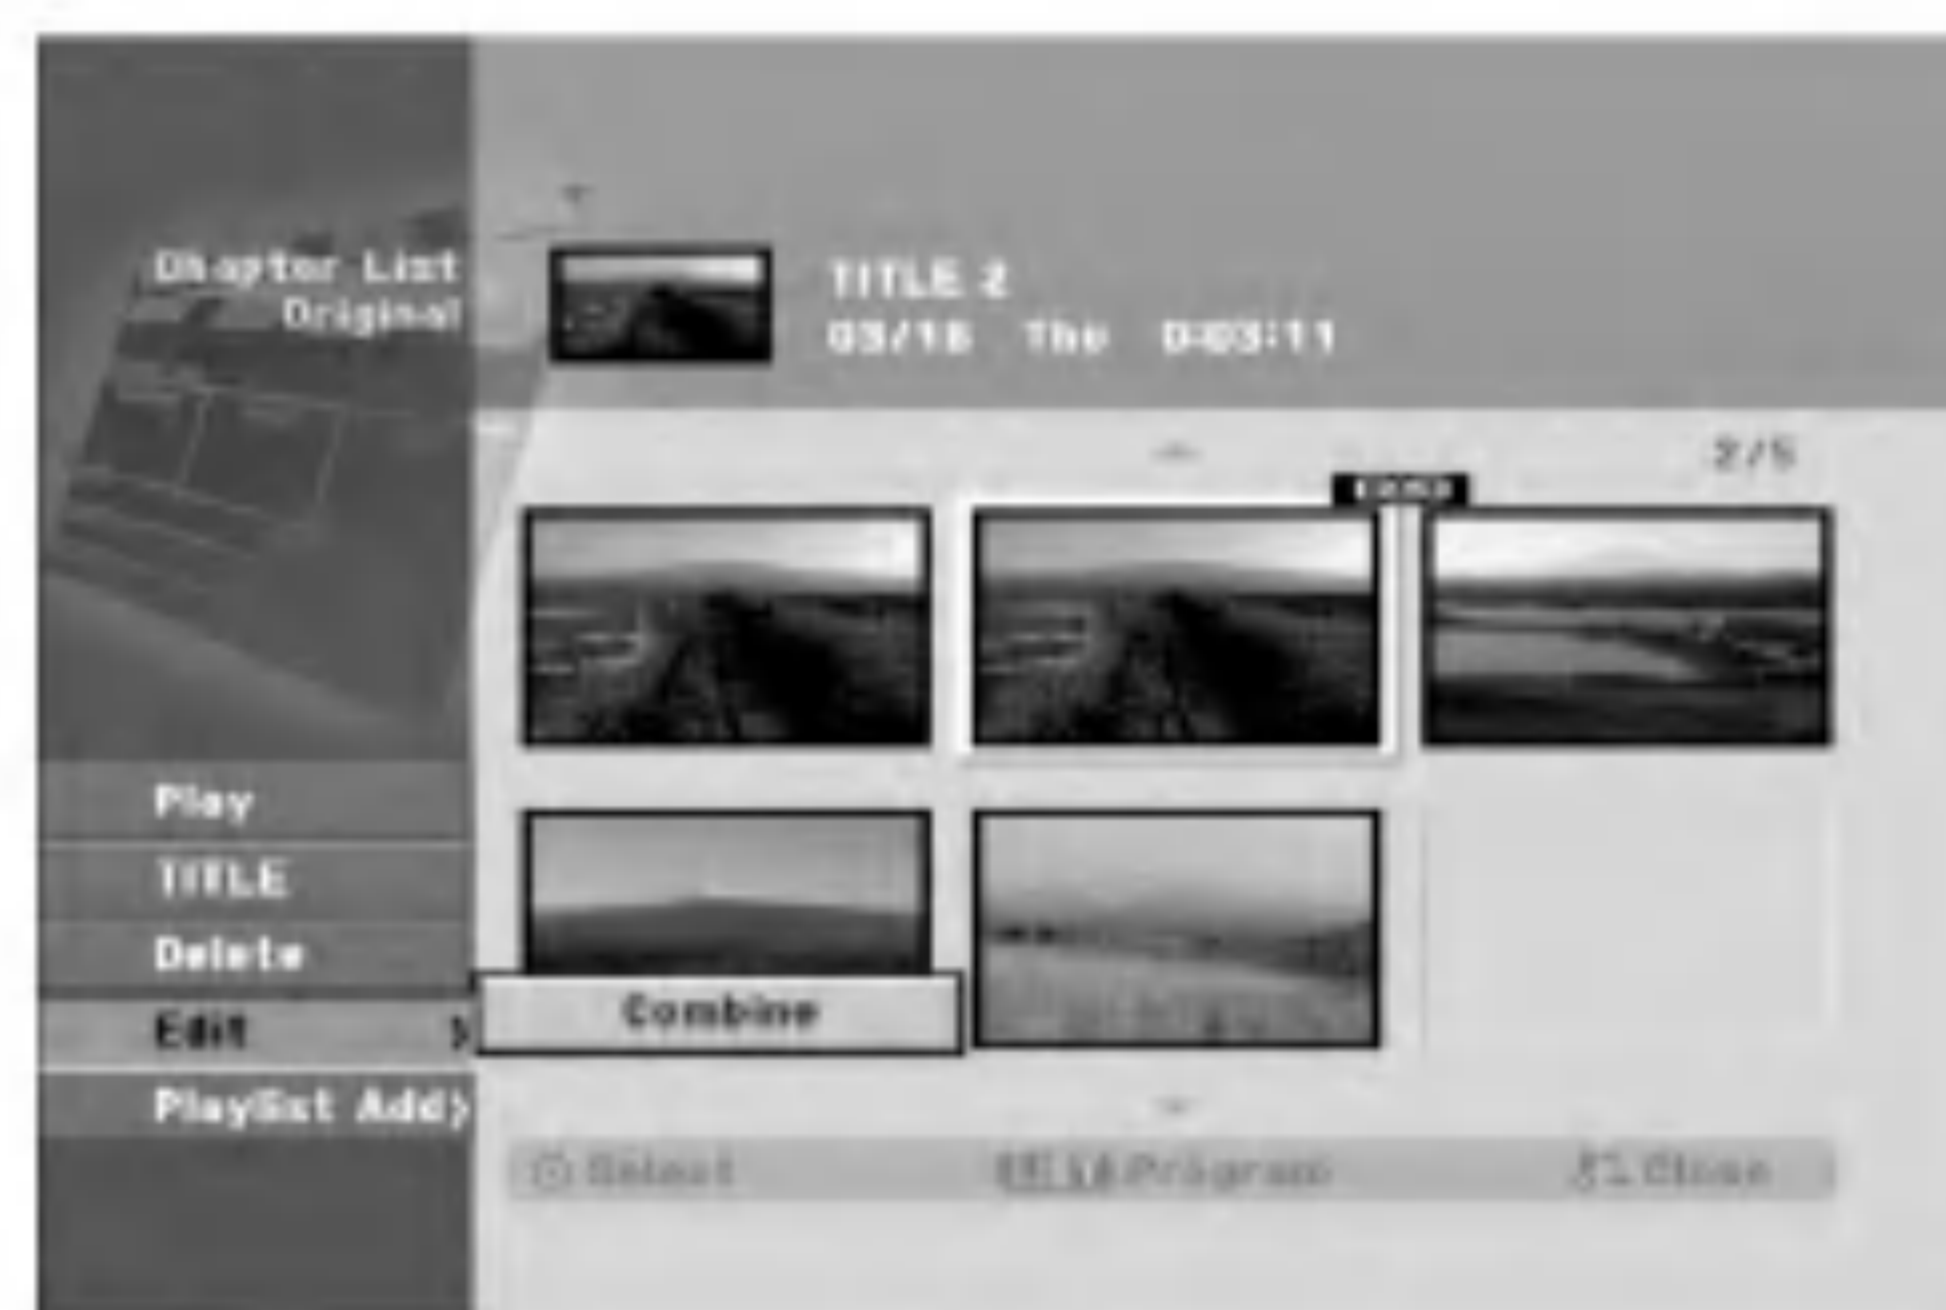 Chapter List
Original
TITLE 2
03/16 Thu 0:03:11
2/5
Play
TITLE
Delete
Edit >
Combine
Playlist Add>
Select
Program
Close